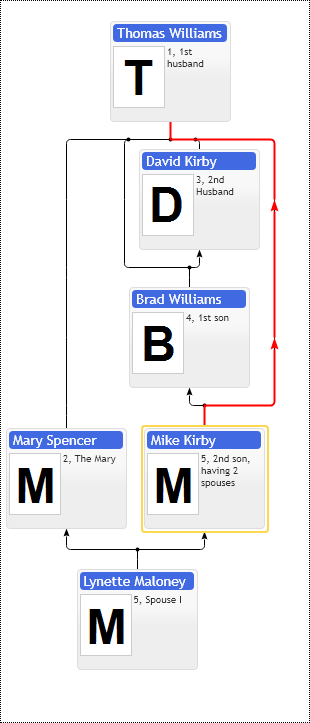 Thomas Williams
T
1, 1st
husband
David Kirby
D
3, 2nd
Husband
Brad Williams
B
4, 1st son
Mary Spencer
M
2, The Mary
Mike Kirby
M
5, 2nd son,
having 2
spouses
Lynette Maloney
M
5, Spouse I